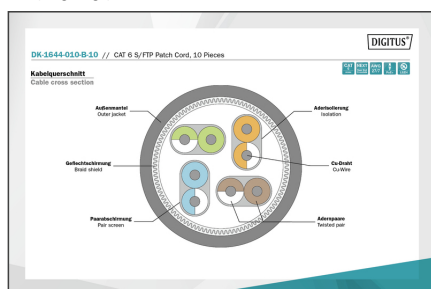 DIGITUS®
DK-1644-010-B-10 // CAT 6 S/FTP Patch Cord, 10 Pieces
Kabelquerschnitt
Cable cross section
Außenmantel
Outer jacket
Aderisolierung
Isolation
Geflechtschirmung
Braid shield
Cu-Draht
Cu-Wire
Paarabschirmung
Pair screen
Adernpaare
Twisted pair